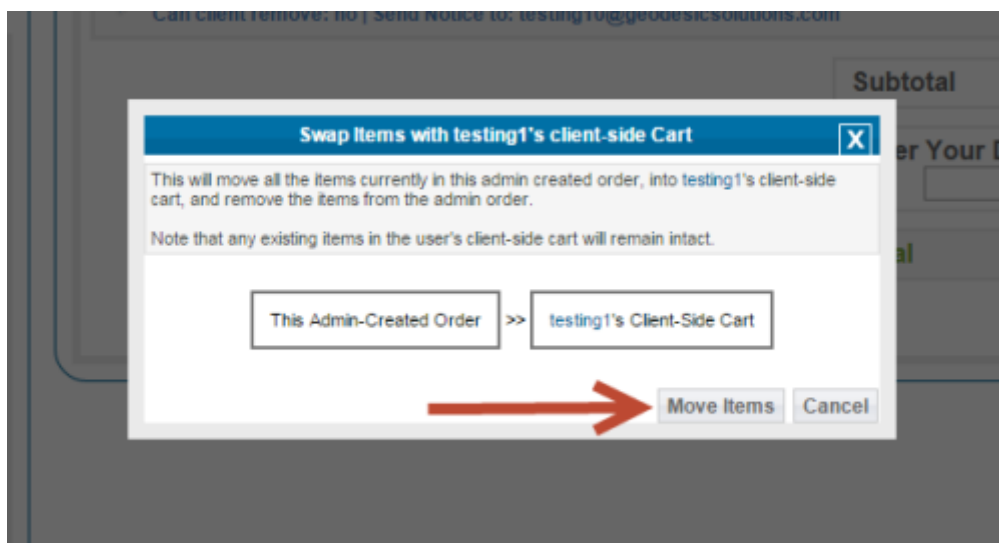 Can client remove: no | Send Notice to: testing10@geodesicsolutions.com
Subtotal
Swap Items with testing1's client-side Cart
X
er Your
This will move all the items currently in this admin created order, into testing1's client-side
cart, and remove the items from the admin order.
Note that any existing items in the user's client-side cart will remain intact.
al
This Admin-Created Order >> testing1's Client-Side Cart
Move Items Cancel